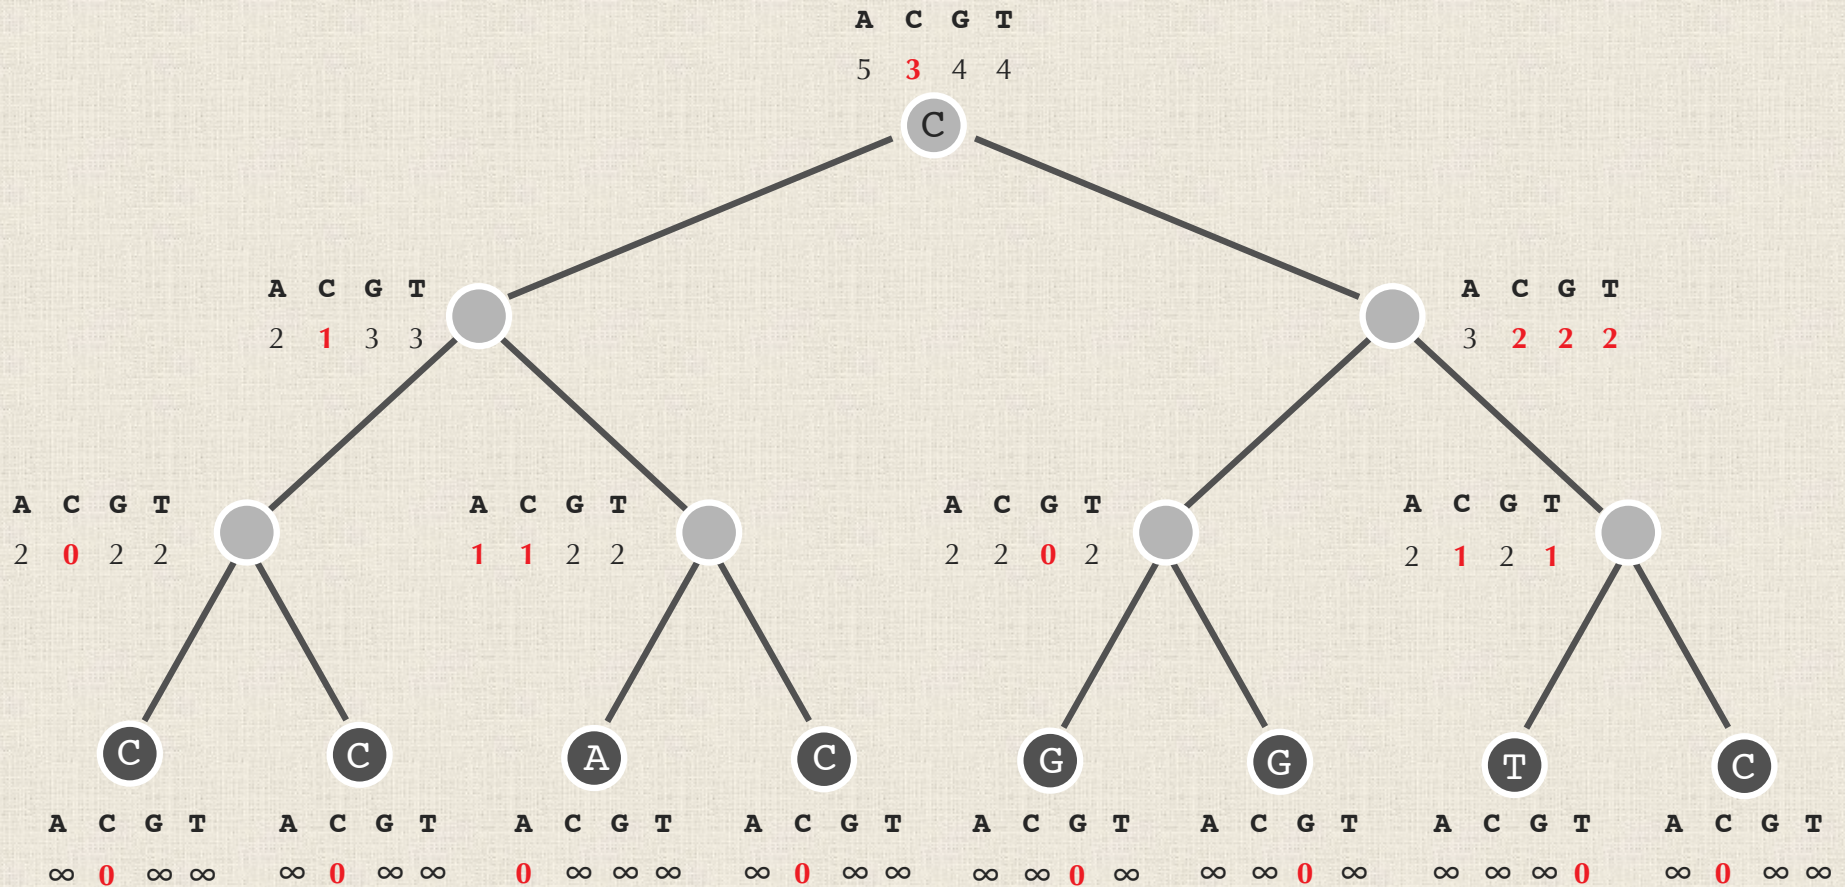 A C G T
5 3 4 4
C
A C G T
2 1 3 3
A C G T
3 2 2 2
A C G T
2 0 2 2
A C G T
1 1 2 2
A C G T
2 2 0 2
A C G T
2 1 2 1
C C A C G G T C
A C G T A C G T A C G T A C G T A C G T A C G T A C G T A C G T
∞ 0 ∞ ∞ ∞ 0 ∞ ∞ 0 ∞ ∞ ∞ ∞ 0 ∞ ∞ ∞ ∞ 0 ∞ ∞ ∞ 0 ∞ ∞ ∞ ∞ 0 ∞ 0 ∞ ∞